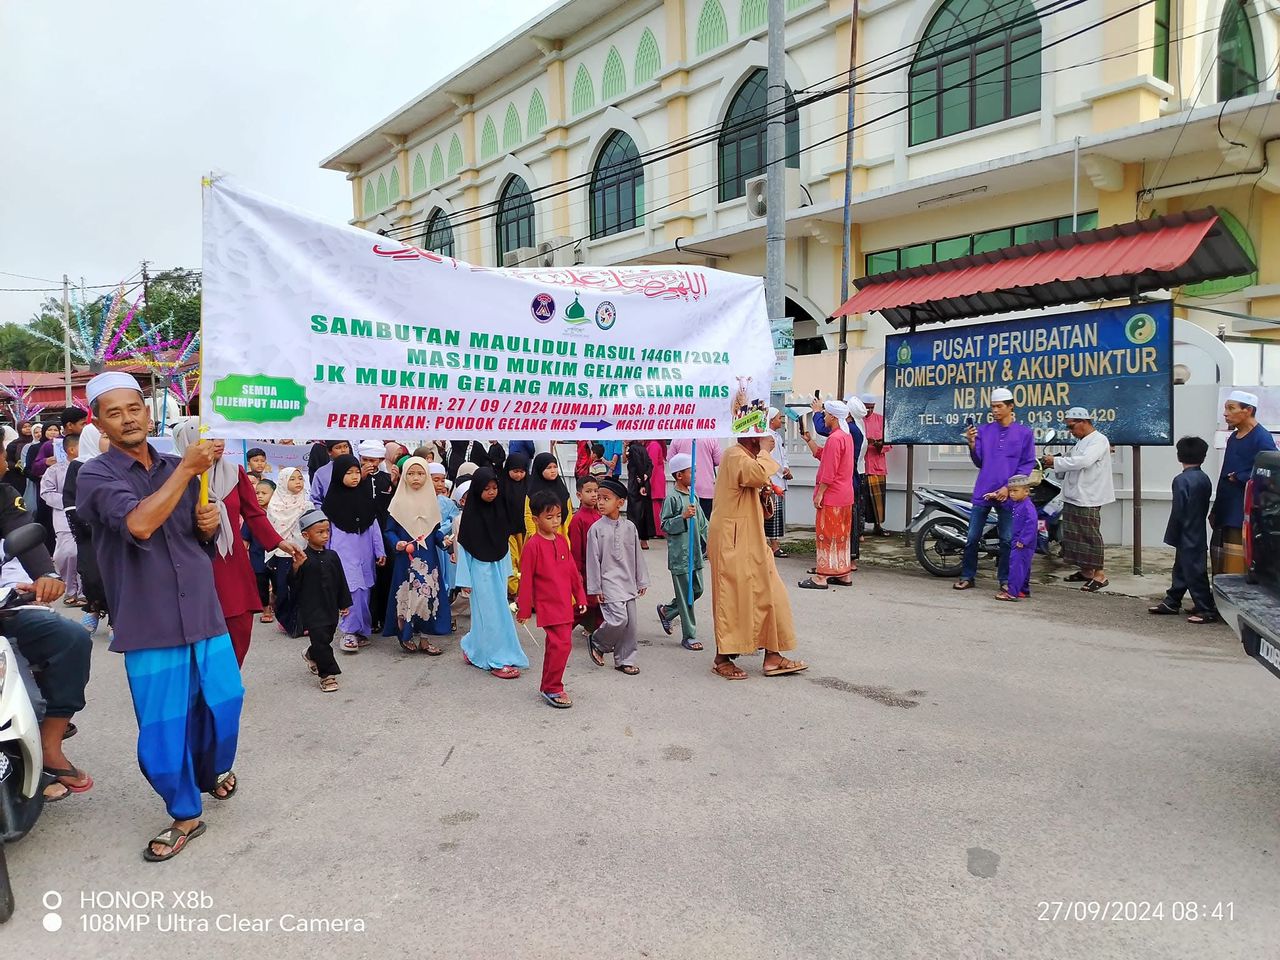 SAMBUTAN MAULIDUL RASUL 1446H/2024
MASJID MUKIM GELANG MAS
JK MUKIM GELANG MAS, KRT GELANG MAS
TARIKH: 27 / 09 / 2024 (JUMAAT) MASA: 8.00 PAGI
PERARAKAN: PONDOK GELANG MAS MASJID GELANG MAS
SEMUA
DIJEMPUT HADIR
PUSAT PERUBATAN
HOMEOPATHY & AKUPUNKTUR
OMAR
HONOR X8b
108MP Ultra Clear Camera
27/09/2024 08:41